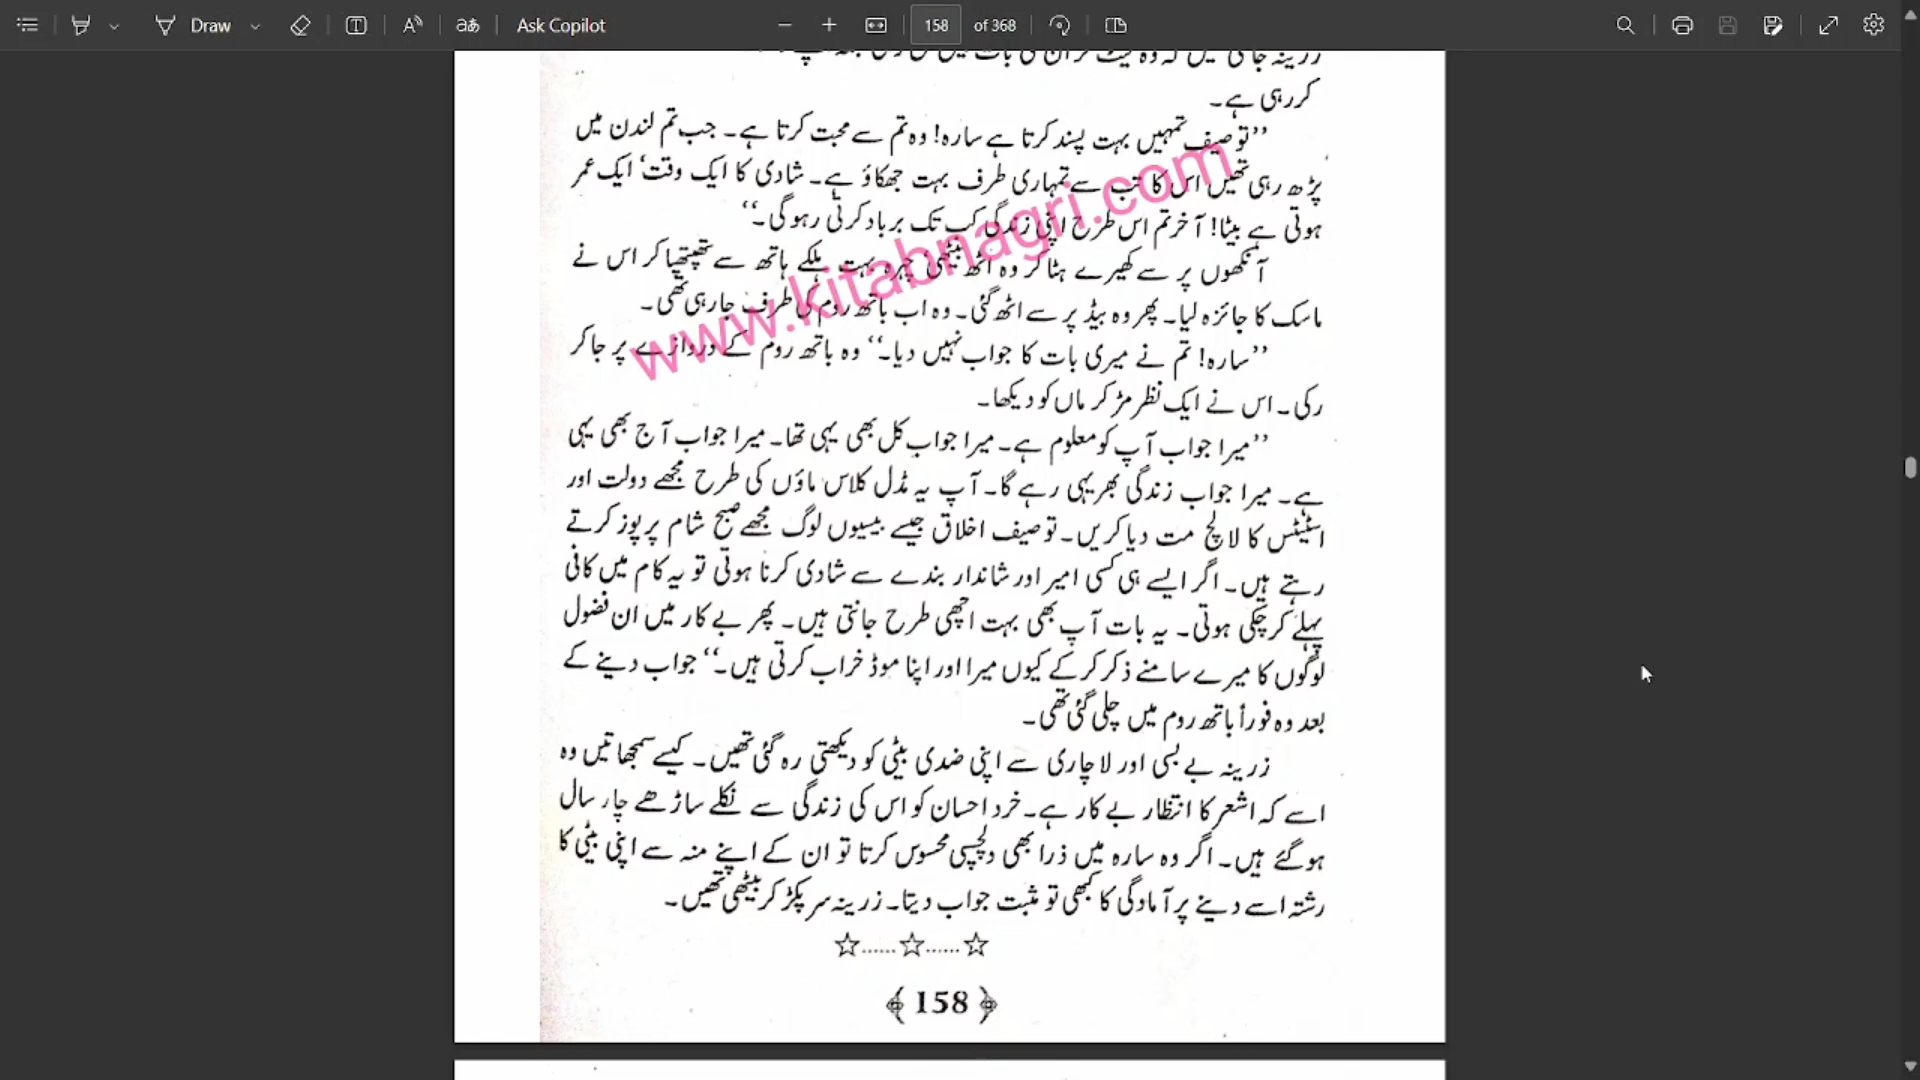 Draw
Ask Copilot
158 of 368
کر رہی ہے۔
’’توصیف تمہیں بہت پسند کرتا ہے سارہ! وہ تم سے محبت کرتا ہے۔ جب تم لندن میں
پڑھ رہی تھیں اس کا تب سے تمہاری طرف بہت جھکاؤ ہے۔ شادی کا ایک وقت‘ ایک عمر
ہوتی ہے بیٹا! آخر تم اس طرح اپنی زندگی کب تک برباد کرتی رہو گی۔‘‘
آنکھوں پر سے کھیرے ہٹا کر وہ اٹھ بیٹھی‘ چہرہ بہت ہلکے ہاتھ سے تھپتھپا کر اس نے
ماسک کا جائزہ لیا۔ پھر وہ بیڈ پر سے اٹھ گئی۔ وہ اب باتھ روم کی طرف جا رہی تھی۔
’’سارہ! تم نے میری بات کا جواب نہیں دیا۔‘‘ وہ باتھ روم کے دروازے پر جا کر
رکی۔ اس نے ایک نظر مڑ کر ماں کو دیکھا۔
’’میرا جواب آپ کو معلوم ہے۔ میرا جواب کل بھی یہی تھا۔ میرا جواب آج بھی یہی
ہے۔ میرا جواب زندگی بھر یہی رہے گا۔ آپ یہ مڈل کلاس ماؤں کی طرح مجھے دولت اور
اسٹیٹس کا لالچ مت دیا کریں۔ توصیف اخلاق جیسے بیسیوں لوگ مجھے صبح شام پرپوز کرتے
رہتے ہیں۔ اگر ایسے ہی کسی امیر اور شاندار بندے سے شادی کرنا ہوتی تو یہ کام میں کافی
پہلے کر چکی ہوتی۔ یہ بات آپ بھی بہت اچھی طرح جانتی ہیں۔ پھر بے کار میں ان فضول
لوگوں کا میرے سامنے ذکر کر کے کیوں میرا اور اپنا موڈ خراب کرتی ہیں۔‘‘ جواب دینے کے
بعد وہ فوراً باتھ روم میں چلی گئی تھی۔
زرینہ بے بسی اور لاچاری سے اپنی ضدی بیٹی کو دیکھتی رہ گئی تھیں۔ کیسے سمجھاتیں وہ
اسے کہ اشعر کا انتظار بے کار ہے۔ خرد احسان کو اس کی زندگی سے نکلے ساڑھے چار سال
ہو گئے ہیں۔ اگر وہ سارہ میں ذرا بھی دلچسپی محسوس کرتا تو ان کے اپنے منہ سے اپنی بیٹی کا
رشتہ اسے دینے پر آمادگی کا کبھی تو مثبت جواب دیتا۔ زرینہ سر پکڑ کر بیٹھی تھیں۔
☆......☆......☆
158
www.kitabnagri.com